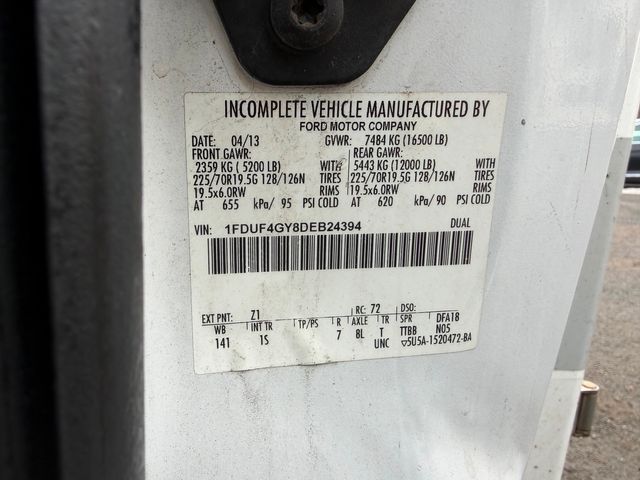 INCOMPLETE VEHICLE MANUFACTURED BY
FORD MOTOR COMPANY
DATE: 04/13 GVWR: 7484 KG (16500 LB)
FRONT GAWR: REAR GAWR:
2359 KG ( 5200 LB) WITH 5443 KG (12000 LB) WITH
225/70R19.5G 128/126N TIRES 225/70R19.5G 128/126N TIRES
19.5x6.0RW RIMS 19.5x6.0RW RIMS
AT 655 kPa/ 95 PSI COLD AT 620 kPa/ 90 PSI COLD
VIN: 1FDUF4GY8DEB24394 DUAL
EXT PNT: Z1 RC: 72 DSO:
WB INT TR TP/PS R AXLE TR SPR DFA18
141 1S 7 8L T TTBB N05
UNC ▽5U5A-1520472-BA